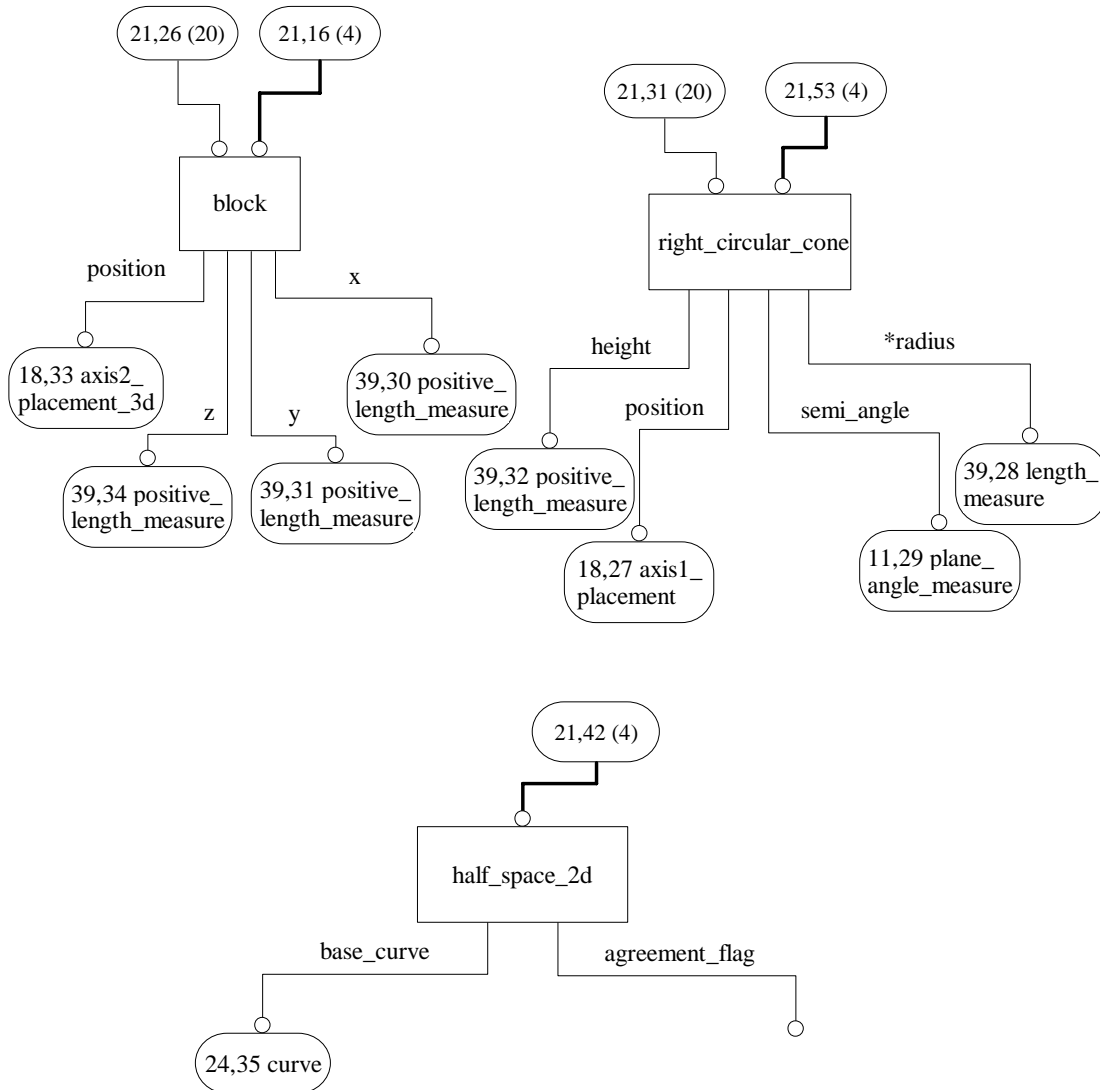 21,26 (20)
21,16 (4)
block
position
x
18,33 axis2_
placement_3d
39,30 positive_
length_measure
z
y
39,34 positive_
length_measure
39,31 positive_
length_measure
21,31 (20)
21,53 (4)
right_circular_cone
height
*radius
position
semi_angle
39,32 positive_
length_measure
39,28 length_
measure
18,27 axis1_
placement
11,29 plane_
angle_measure
21,42 (4)
half_space_2d
base_curve
agreement_flag
24,35 curve